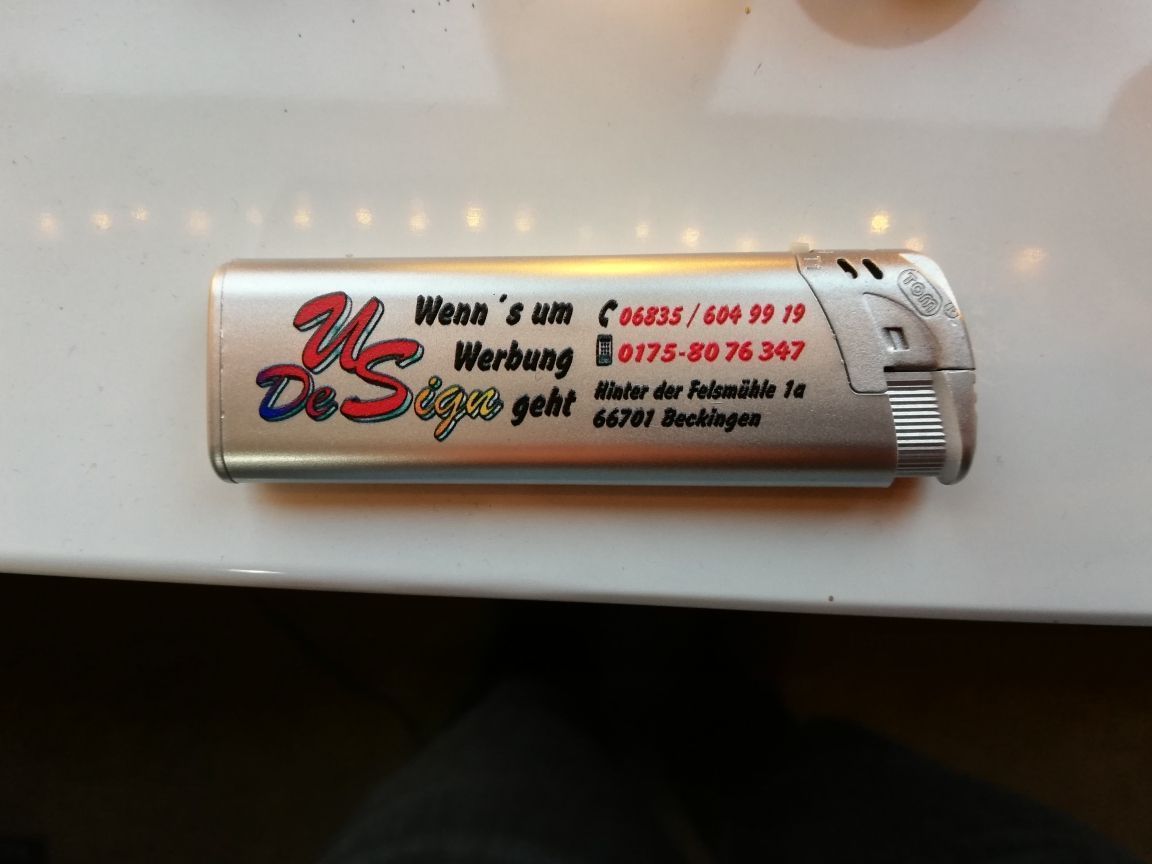 US
DeSign
Wenn´s um
Werbung
geht
06835 / 604 99 19
0175-80 76 347
Hinter der Felsmühle 1a
66701 Beckingen
TOM